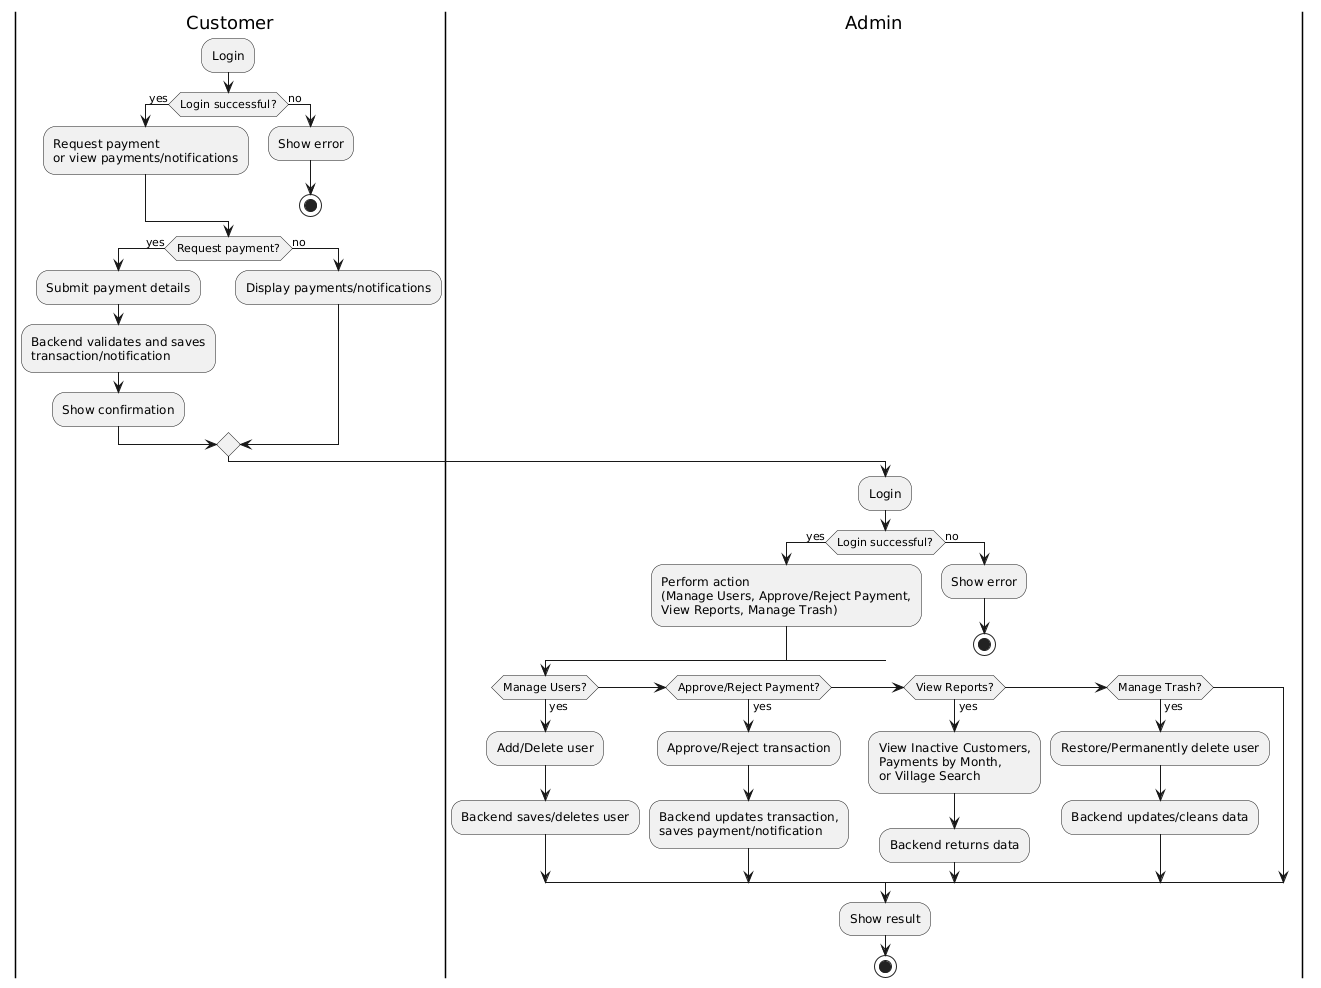 Customer
Admin
Login
Login successful?
yes
no
Request payment
or view payments/notifications
Show error
Request payment?
yes
no
Submit payment details
Display payments/notifications
Backend validates and saves
transaction/notification
Show confirmation
Login
Login successful?
yes
no
Perform action
(Manage Users, Approve/Reject Payment,
View Reports, Manage Trash)
Show error
Manage Users?
yes
Approve/Reject Payment?
yes
View Reports?
yes
Manage Trash?
yes
Add/Delete user
Approve/Reject transaction
View Inactive Customers,
Payments by Month,
or Village Search
Restore/Permanently delete user
Backend saves/deletes user
Backend updates transaction,
saves payment/notification
Backend returns data
Backend updates/cleans data
Show result